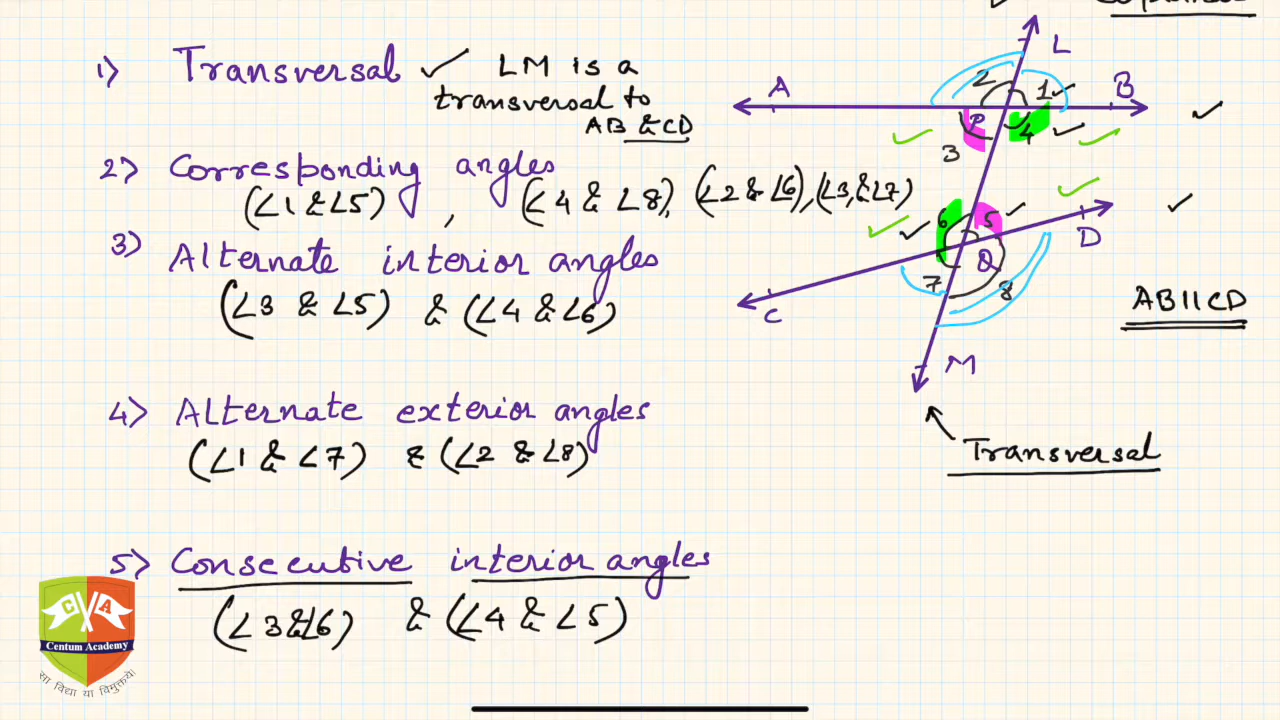 1) Transversal ✓ LM is a
transversal to
AB & CD
2) Corresponding angles
(∠1 & ∠5) , (∠4 & ∠8), (∠2 & ∠6), (∠3, & ∠7)
3) Alternate interior angles
(∠3 & ∠5) & (∠4 & ∠6)
4) Alternate exterior angles
(∠1 & ∠7) & (∠2 & ∠8)
5) Consecutive interior angles
(∠3 & ∠6) & (∠4 & ∠5)
L
A
2 1
B
P
4
3
6 5
D
Q
7
8
C
M
AB || CD
Transversal
C A
Centum Academy
सा विद्या या विमुक्तये।